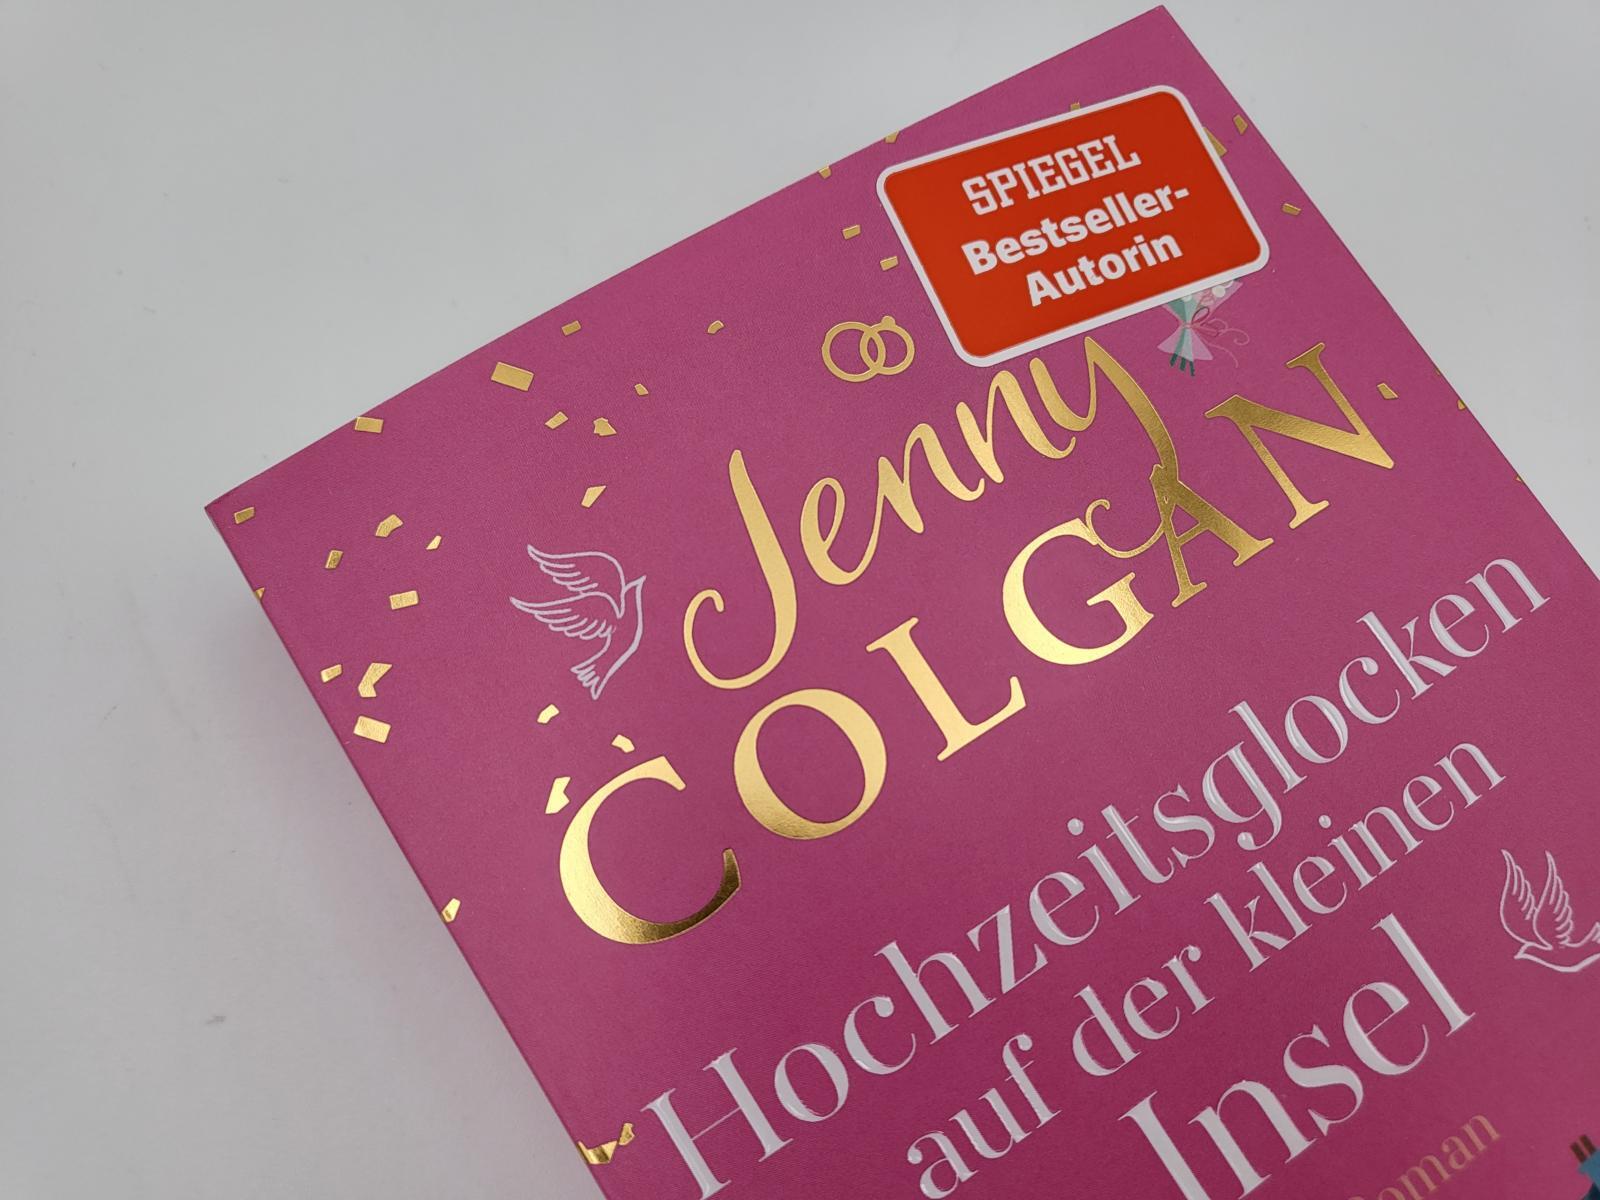 SPIEGEL
Bestseller-
Autorin
Jenny
COLGAN
Hochzeitsglocken
auf der kleinen
Insel